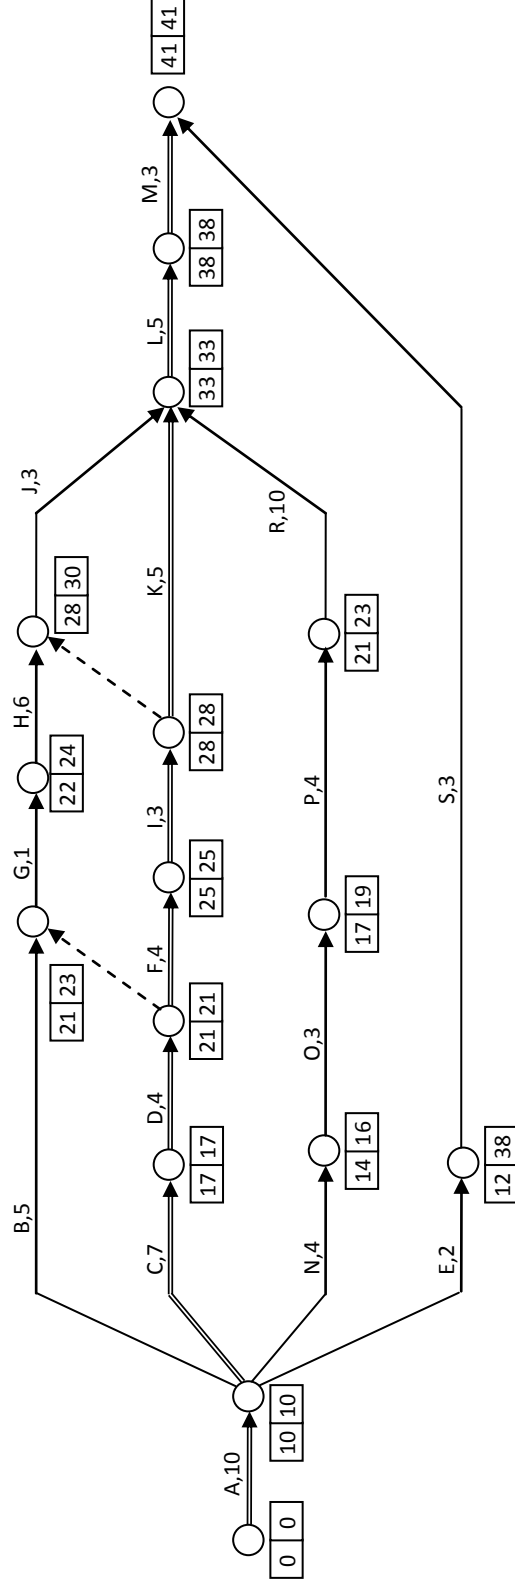 B,5
G,1
H,6
J,3
21 23
22 24
28 30
C,7
D,4
F,4
I,3
K,5
L,5
M,3
41 41
17 17
21 21
25 25
28 28
33 33
38 38
A,10
0 0
10 10
N,4
O,3
P,4
R,10
14 16
17 19
21 23
E,2
S,3
12 38